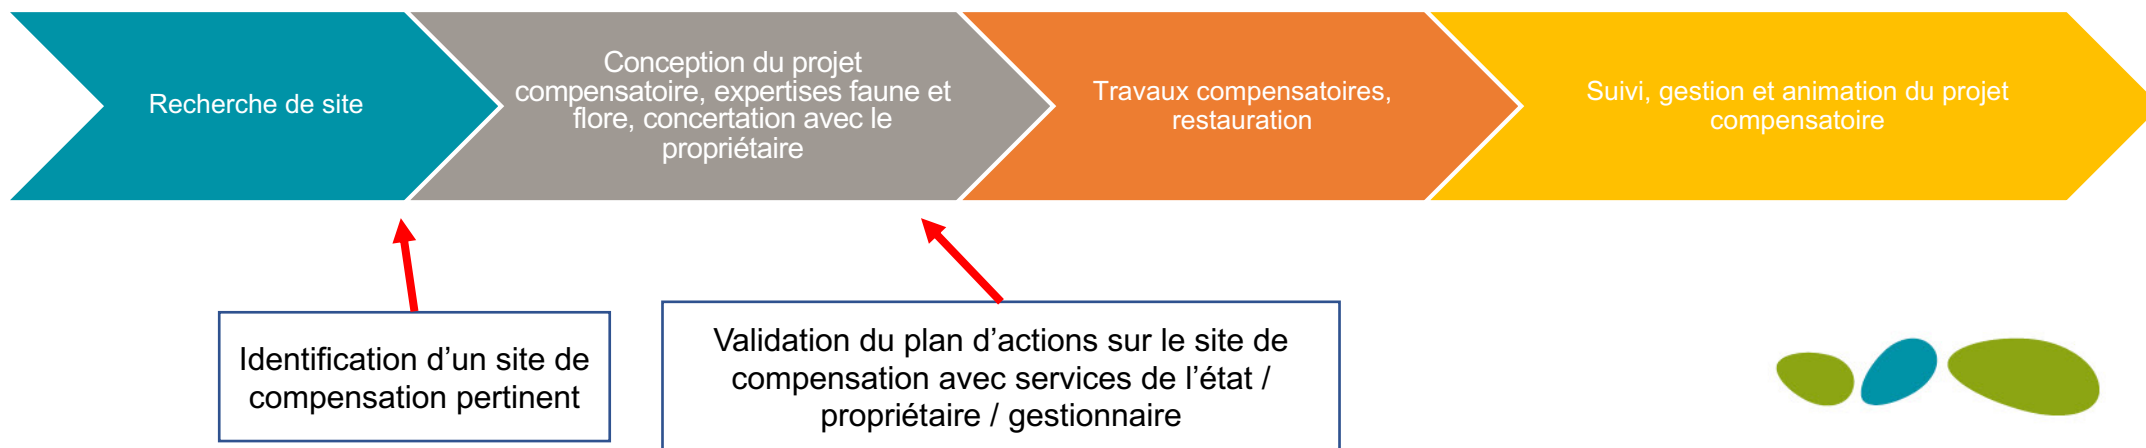 Recherche de site
Conception du projet
compensatoire, expertises faune et
flore, concertation avec le
propriétaire
Travaux compensatoires,
restauration
Suivi, gestion et animation du projet
compensatoire
Identification d’un site de
compensation pertinent
Validation du plan d’actions sur le site de
compensation avec services de l’état /
propriétaire / gestionnaire